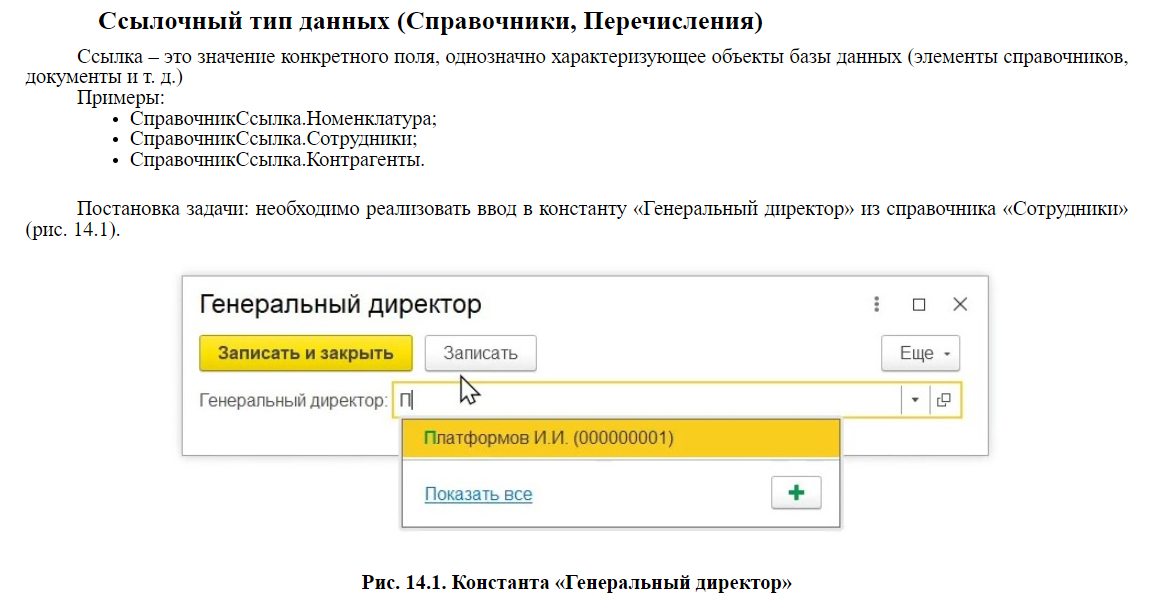 Ссылочный тип данных (Справочники, Перечисления)
Ссылка – это значение конкретного поля, однозначно характеризующее объекты базы данных (элементы справочников,
документы и т. д.)
Примеры:
• СправочникСсылка.Номенклатура;
• СправочникСсылка.Сотрудники;
• СправочникСсылка.Контрагенты.
Постановка задачи: необходимо реализовать ввод в константу «Генеральный директор» из справочника «Сотрудники»
(рис. 14.1).
Генеральный директор
Записать и закрыть Записать Еще
Генеральный директор: П
Платформов И.И. (000000001)
Показать все
Рис. 14.1. Константа «Генеральный директор»